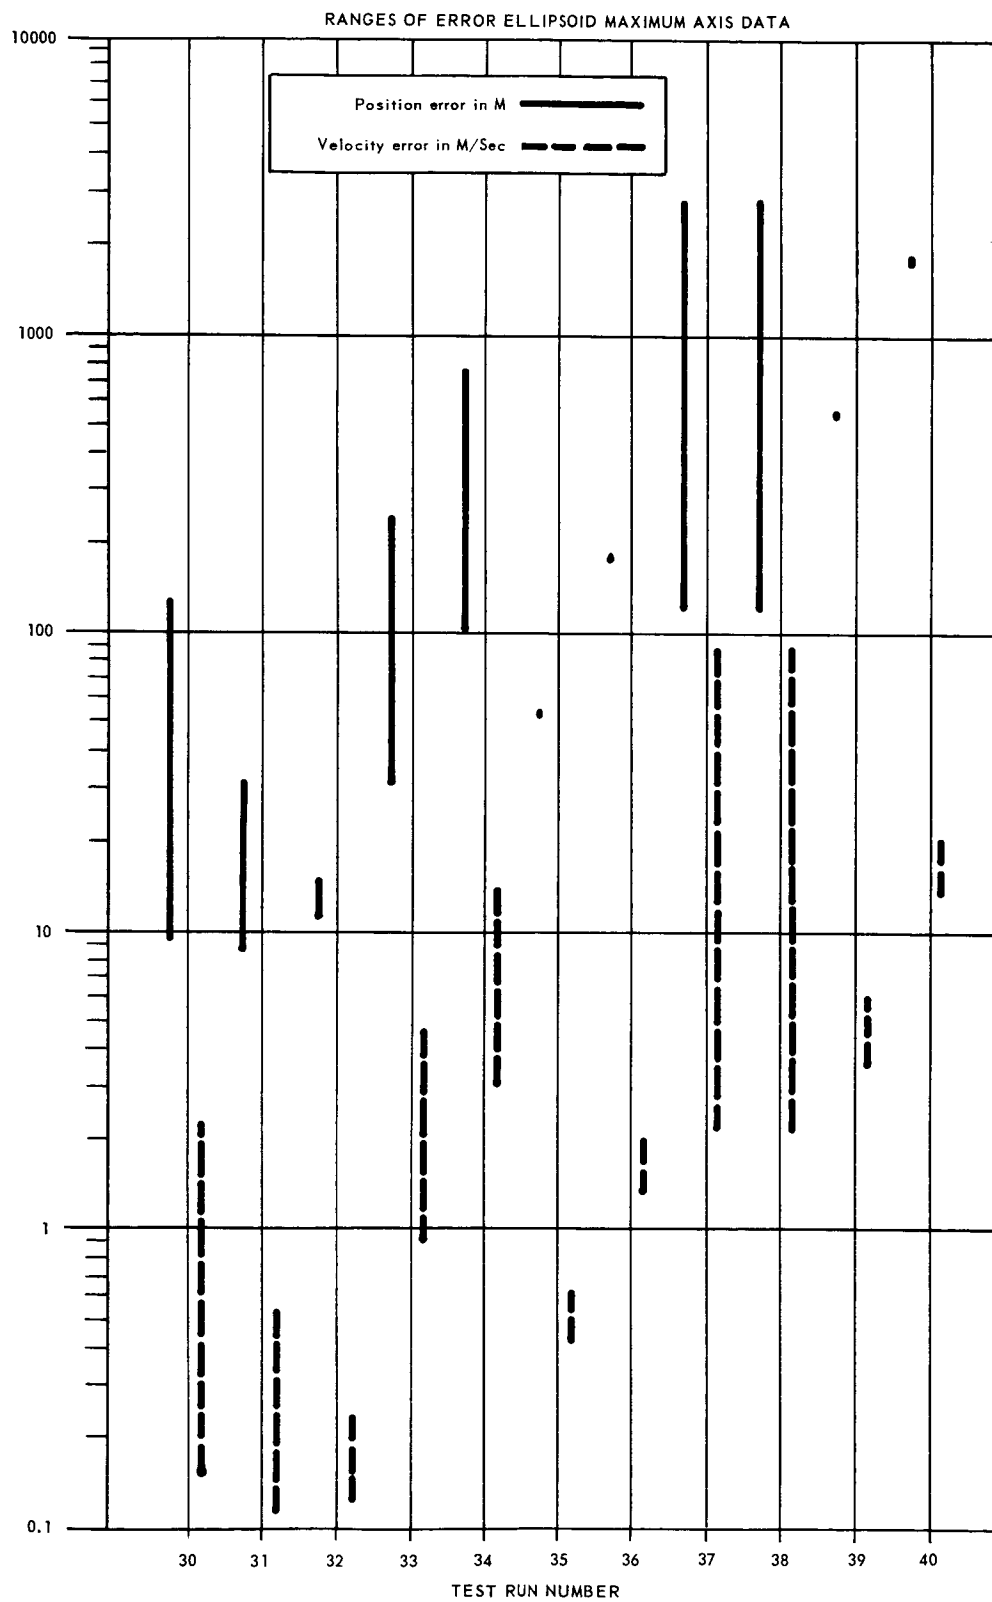 RANGES OF ERROR ELLIPSOID MAXIMUM AXIS DATA
10000
Position error in M
Velocity error in M/Sec
1000
100
10
1
0.1
30 31 32 33 34 35 36 37 38 39 40
TEST RUN NUMBER